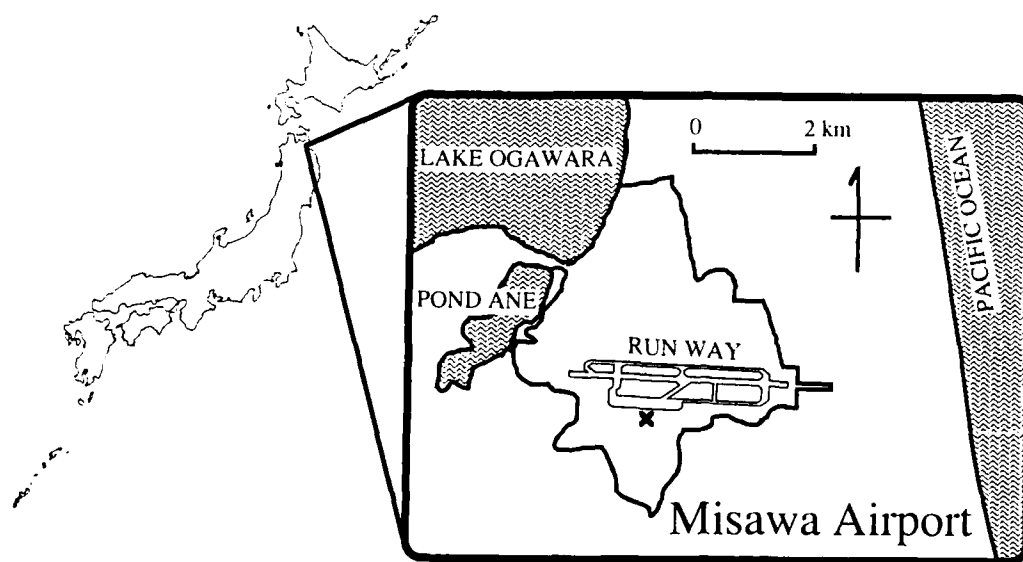 0 2 km
LAKE OGAWARA
PACIFIC OCEAN
POND ANE
RUN WAY
Misawa Airport